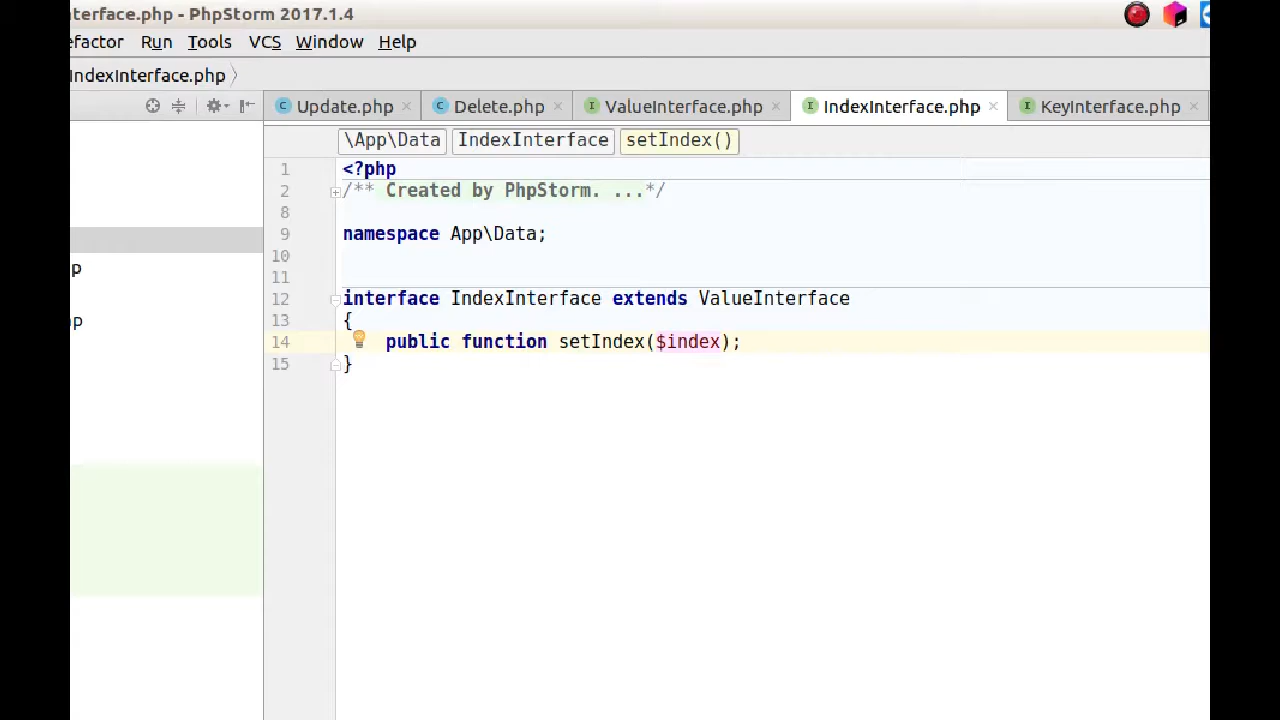 terface.php - PhpStorm 2017.1.4
efactor Run Tools VCS Window Help
IndexInterface.php
Update.php Delete.php ValueInterface.php IndexInterface.php KeyInterface.php
\App\Data IndexInterface setIndex()
1 <?php
2 /** Created by PhpStorm. ...*/
8
9 namespace App\Data;
10
11
12 interface IndexInterface extends ValueInterface
13 {
14 public function setIndex($index);
15 }
p
p